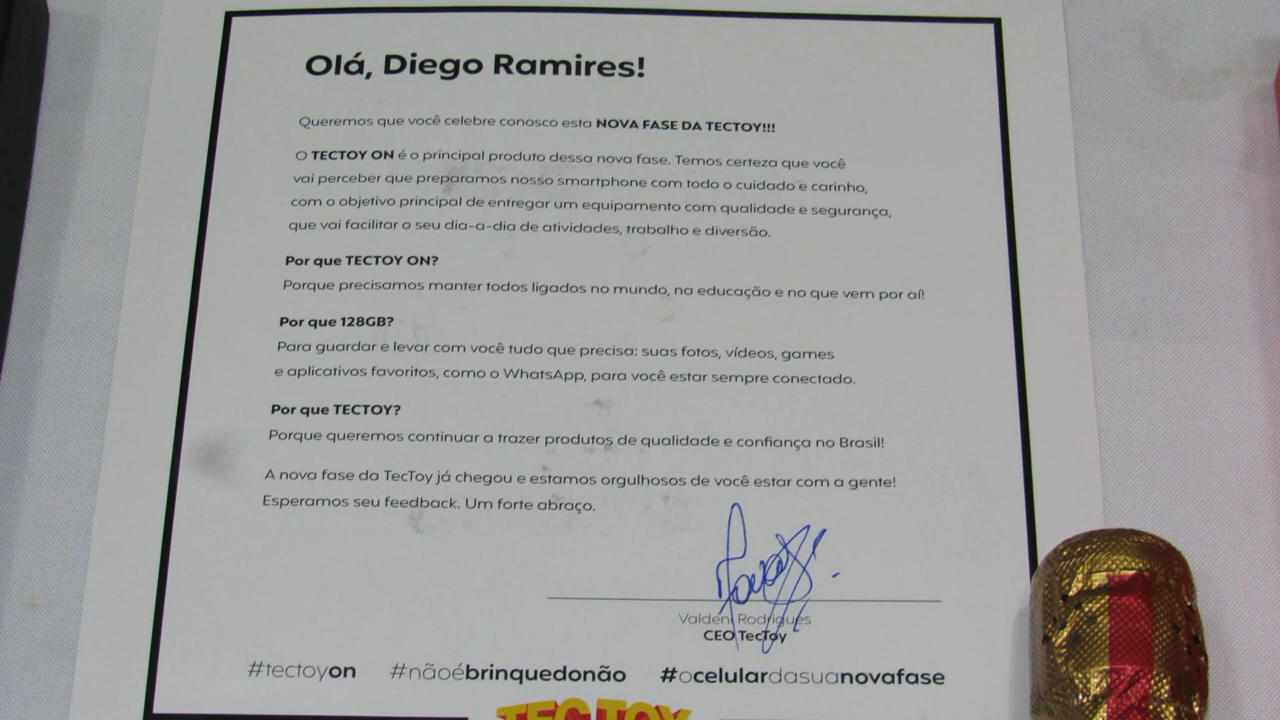 Olá, Diego Ramires!
Queremos que você celebre conosco esta NOVA FASE DA TECTOY!!!
O TECTOY ON é o principal produto dessa nova fase. Temos certeza que você
vai perceber que preparamos nosso smartphone com todo o cuidado e carinho,
com o objetivo principal de entregar um equipamento com qualidade e segurança,
que vai facilitar o seu dia-a-dia de atividades, trabalho e diversão.
Por que TECTOY ON?
Porque precisamos manter todos ligados no mundo, na educação e no que vem por aí!
Por que 128GB?
Para guardar e levar com você tudo que precisa: suas fotos, vídeos, games
e aplicativos favoritos, como o WhatsApp, para você estar sempre conectado.
Por que TECTOY?
Porque queremos continuar a trazer produtos de qualidade e confiança no Brasil!
A nova fase da TecToy já chegou e estamos orgulhosos de você estar com a gente!
Esperamos seu feedback. Um forte abraço.
Valdeni Rodrigues
CEO TecToy
#tectoyon #nãoébrinquedonão #ocelulardasuanovafase
TECTOY